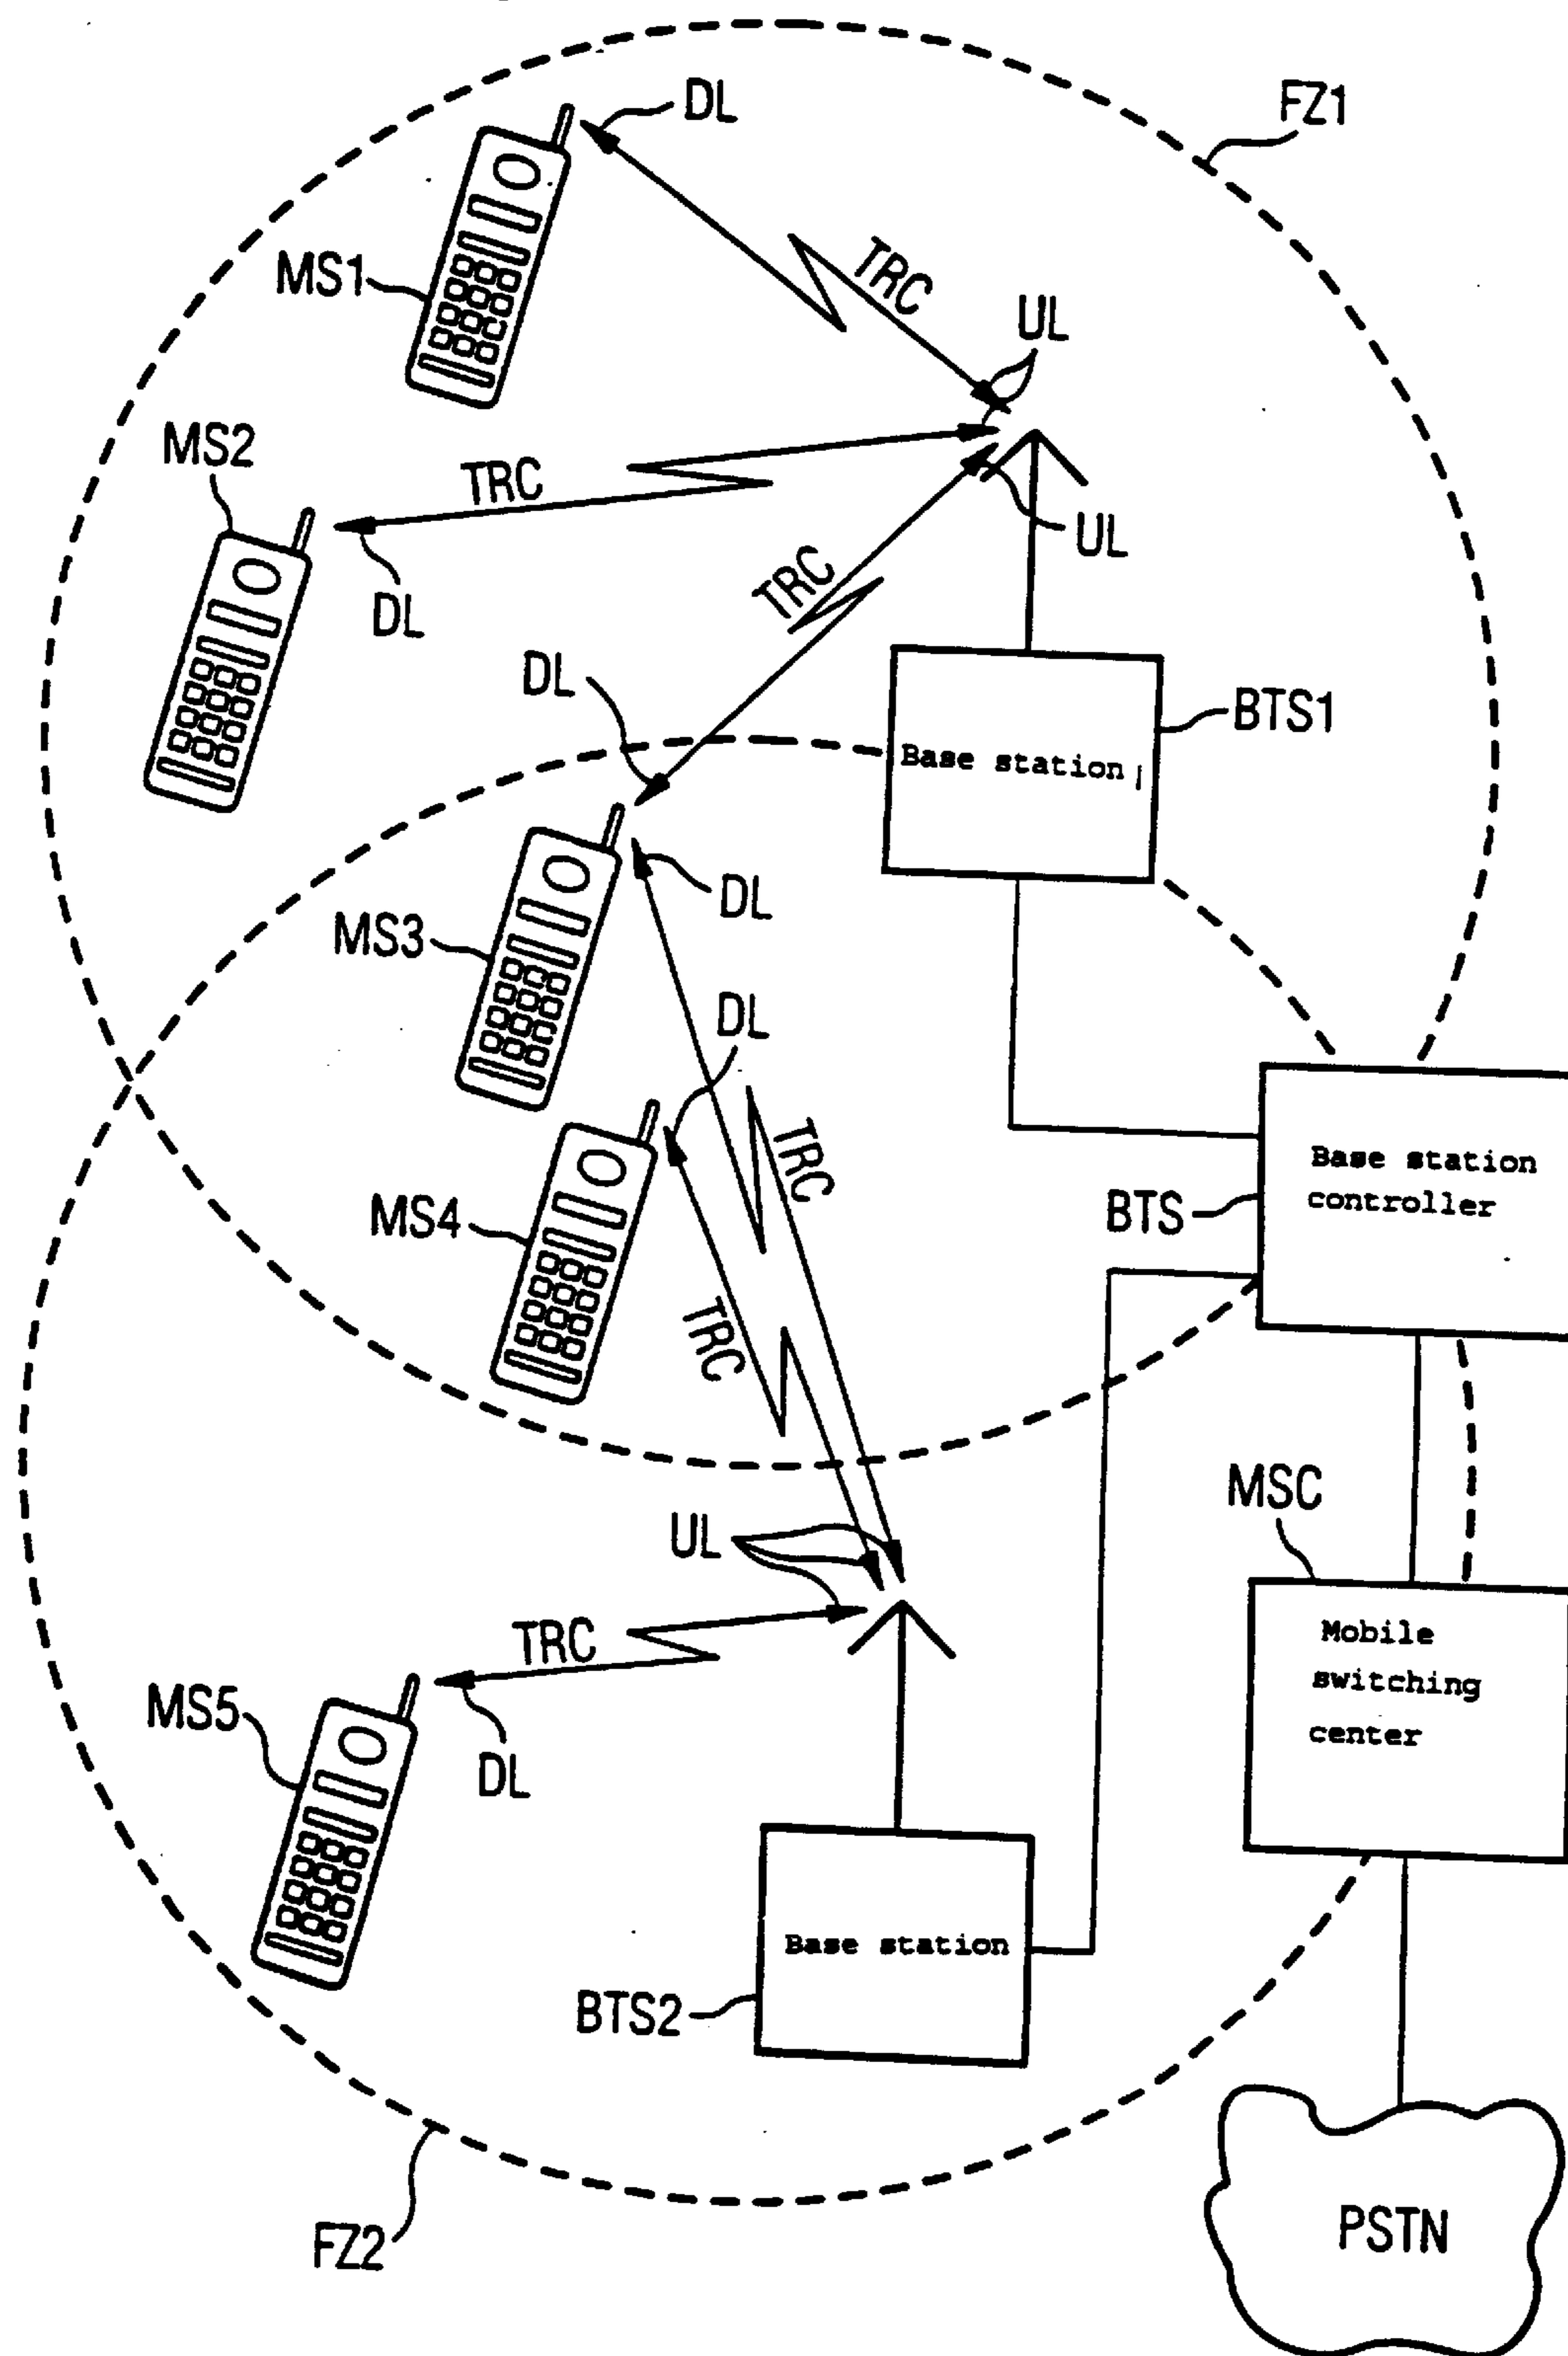 DL
FZ1
MS1
TRC
UL
MS2
TRC
UL
DL
TRC
DL
BTS1
Base station
DL
MS3
DL
TRC
Base station
controller
BTS
MS4
TRC
MSC
UL
TRC
Mobile
switching
center
MS5
DL
Base station
BTS2
PSTN
FZ2